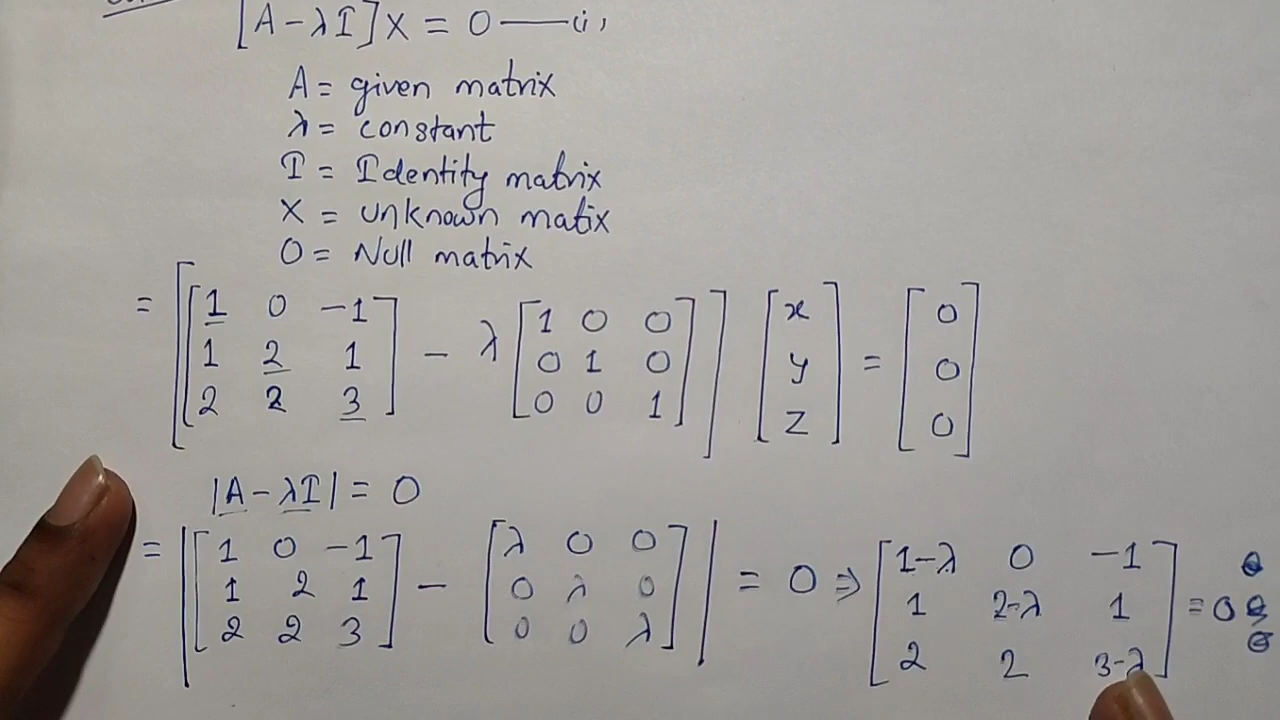 [A-λI]X = 0 —(i)
A = given matrix
λ = constant
I = Identity matrix
X = unknown matix
0 = Null matrix
= [[1 0 -1 - λ [1 0 0 ] [x = [0
1 2 1 0 1 0 y 0
2 2 3] 0 0 1]] z] 0]
|A-λI| = 0
= |[1 0 -1 - [λ 0 0 | = 0 ⇒ [1-λ 0 -1
1 2 1 0 λ 0 1 2-λ 1 = 0
2 2 3] 0 0 λ]| 2 2 3-λ]